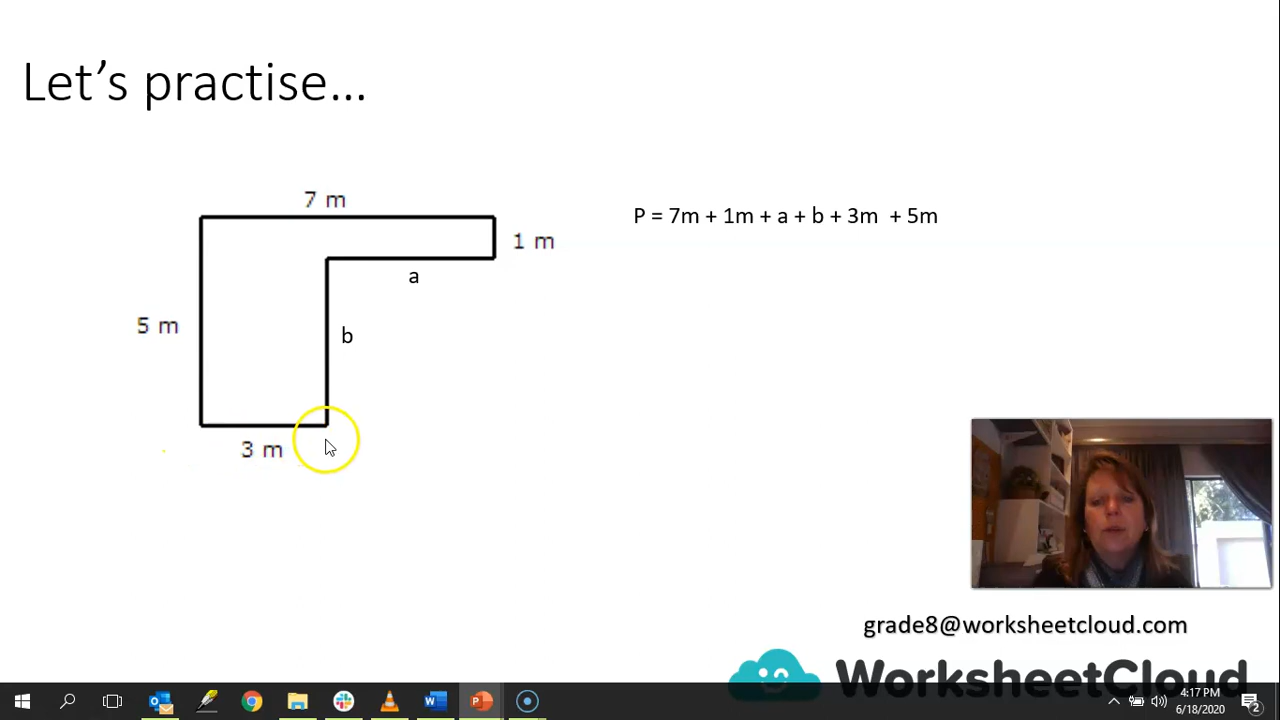 Let's practise...
7 m
P = 7m + 1m + a + b + 3m + 5m
1 m
a
5 m
b
3 m
grade8@worksheetcloud.com
WorksheetCloud
4:17 PM
6/18/2020
2